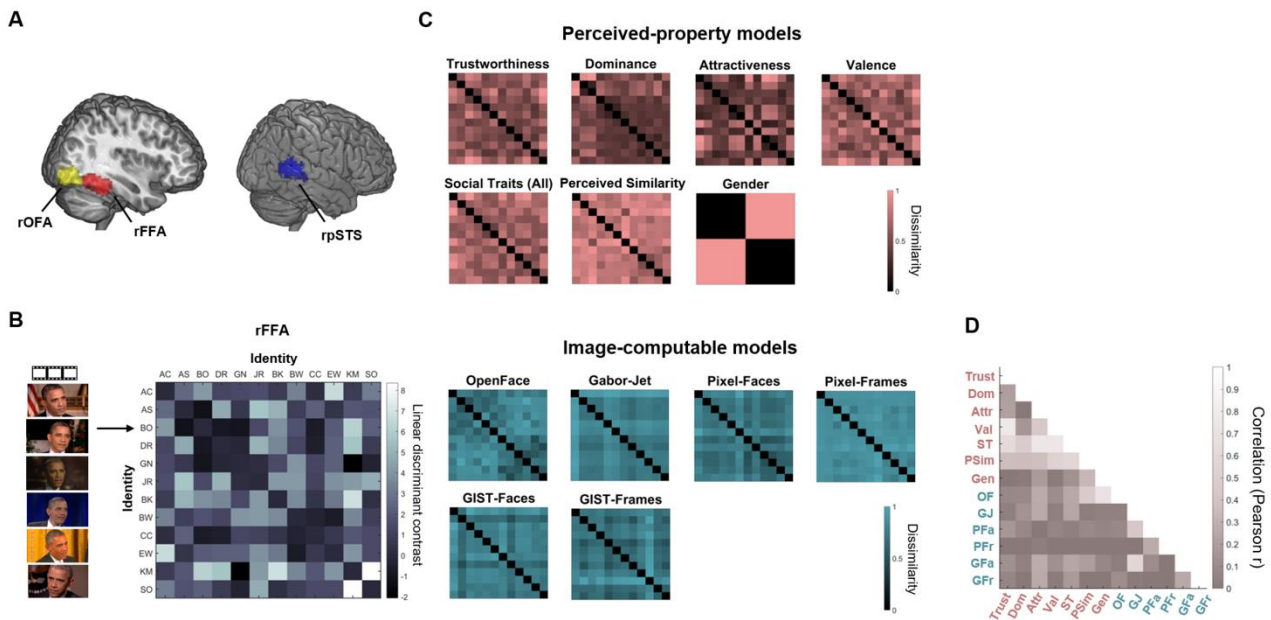 A
rOFA
rFFA
rpSTS
B
rFFA
Identity
AC AS BO DR GN JR BK BW CC EW KM SO
Identity
AC
AS
BO
DR
GN
JR
BK
BW
CC
EW
KM
SO
8
7
6
5
4
3
2
1
0
-1
-2
Linear discriminant contrast
C
Perceived-property models
Trustworthiness Dominance Attractiveness Valence
Social Traits (All) Perceived Similarity Gender
1
0.5
0
Dissimilarity
Image-computable models
OpenFace Gabor-Jet Pixel-Faces Pixel-Frames
GIST-Faces GIST-Frames
1
0.5
0
Dissimilarity
D
Trust
Dom
Attr
Val
ST
PSim
Gen
OF
GJ
PFa
PFr
GFa
GFr
Trust Dom Attr Val ST PSim Gen OF GJ PFa PFr GFa GFr
1
0.9
0.8
0.7
0.6
0.5
0.4
0.3
0.2
0.1
0
Correlation (Pearson r)